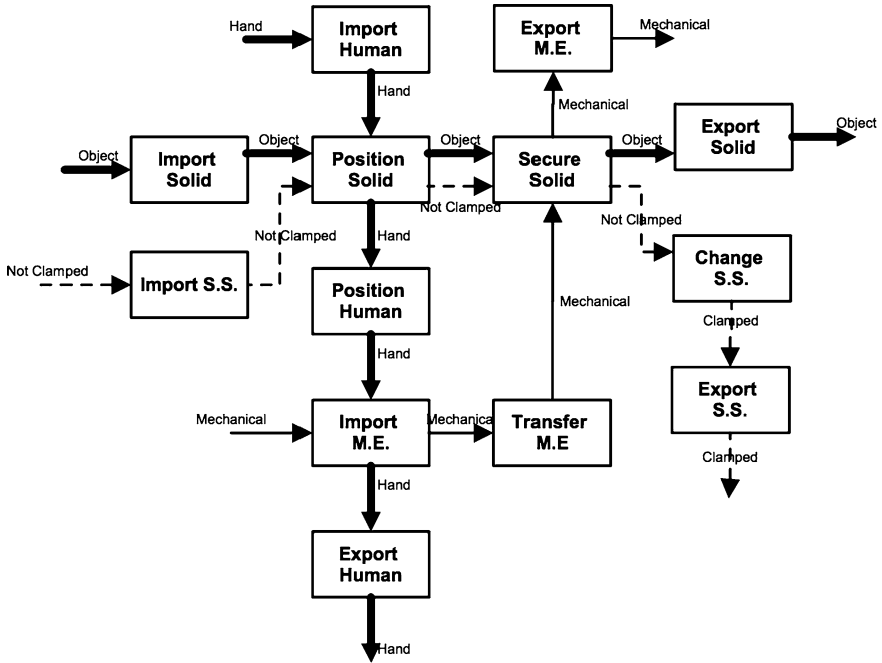 Hand
Import
Human
Export
M.E.
Mechanical
Hand
Mechanical
Object
Import
Solid
Object
Position
Solid
Object
Secure
Solid
Object
Export
Solid
Object
Not Clamped
Not Clamped
Not Clamped
Hand
Not Clamped
Import S.S.
Position
Human
Mechanical
Change
S.S.
Clamped
Hand
Export
S.S.
Mechanical
Import
M.E.
Mechanical
Transfer
M.E
Clamped
Hand
Export
Human
Hand